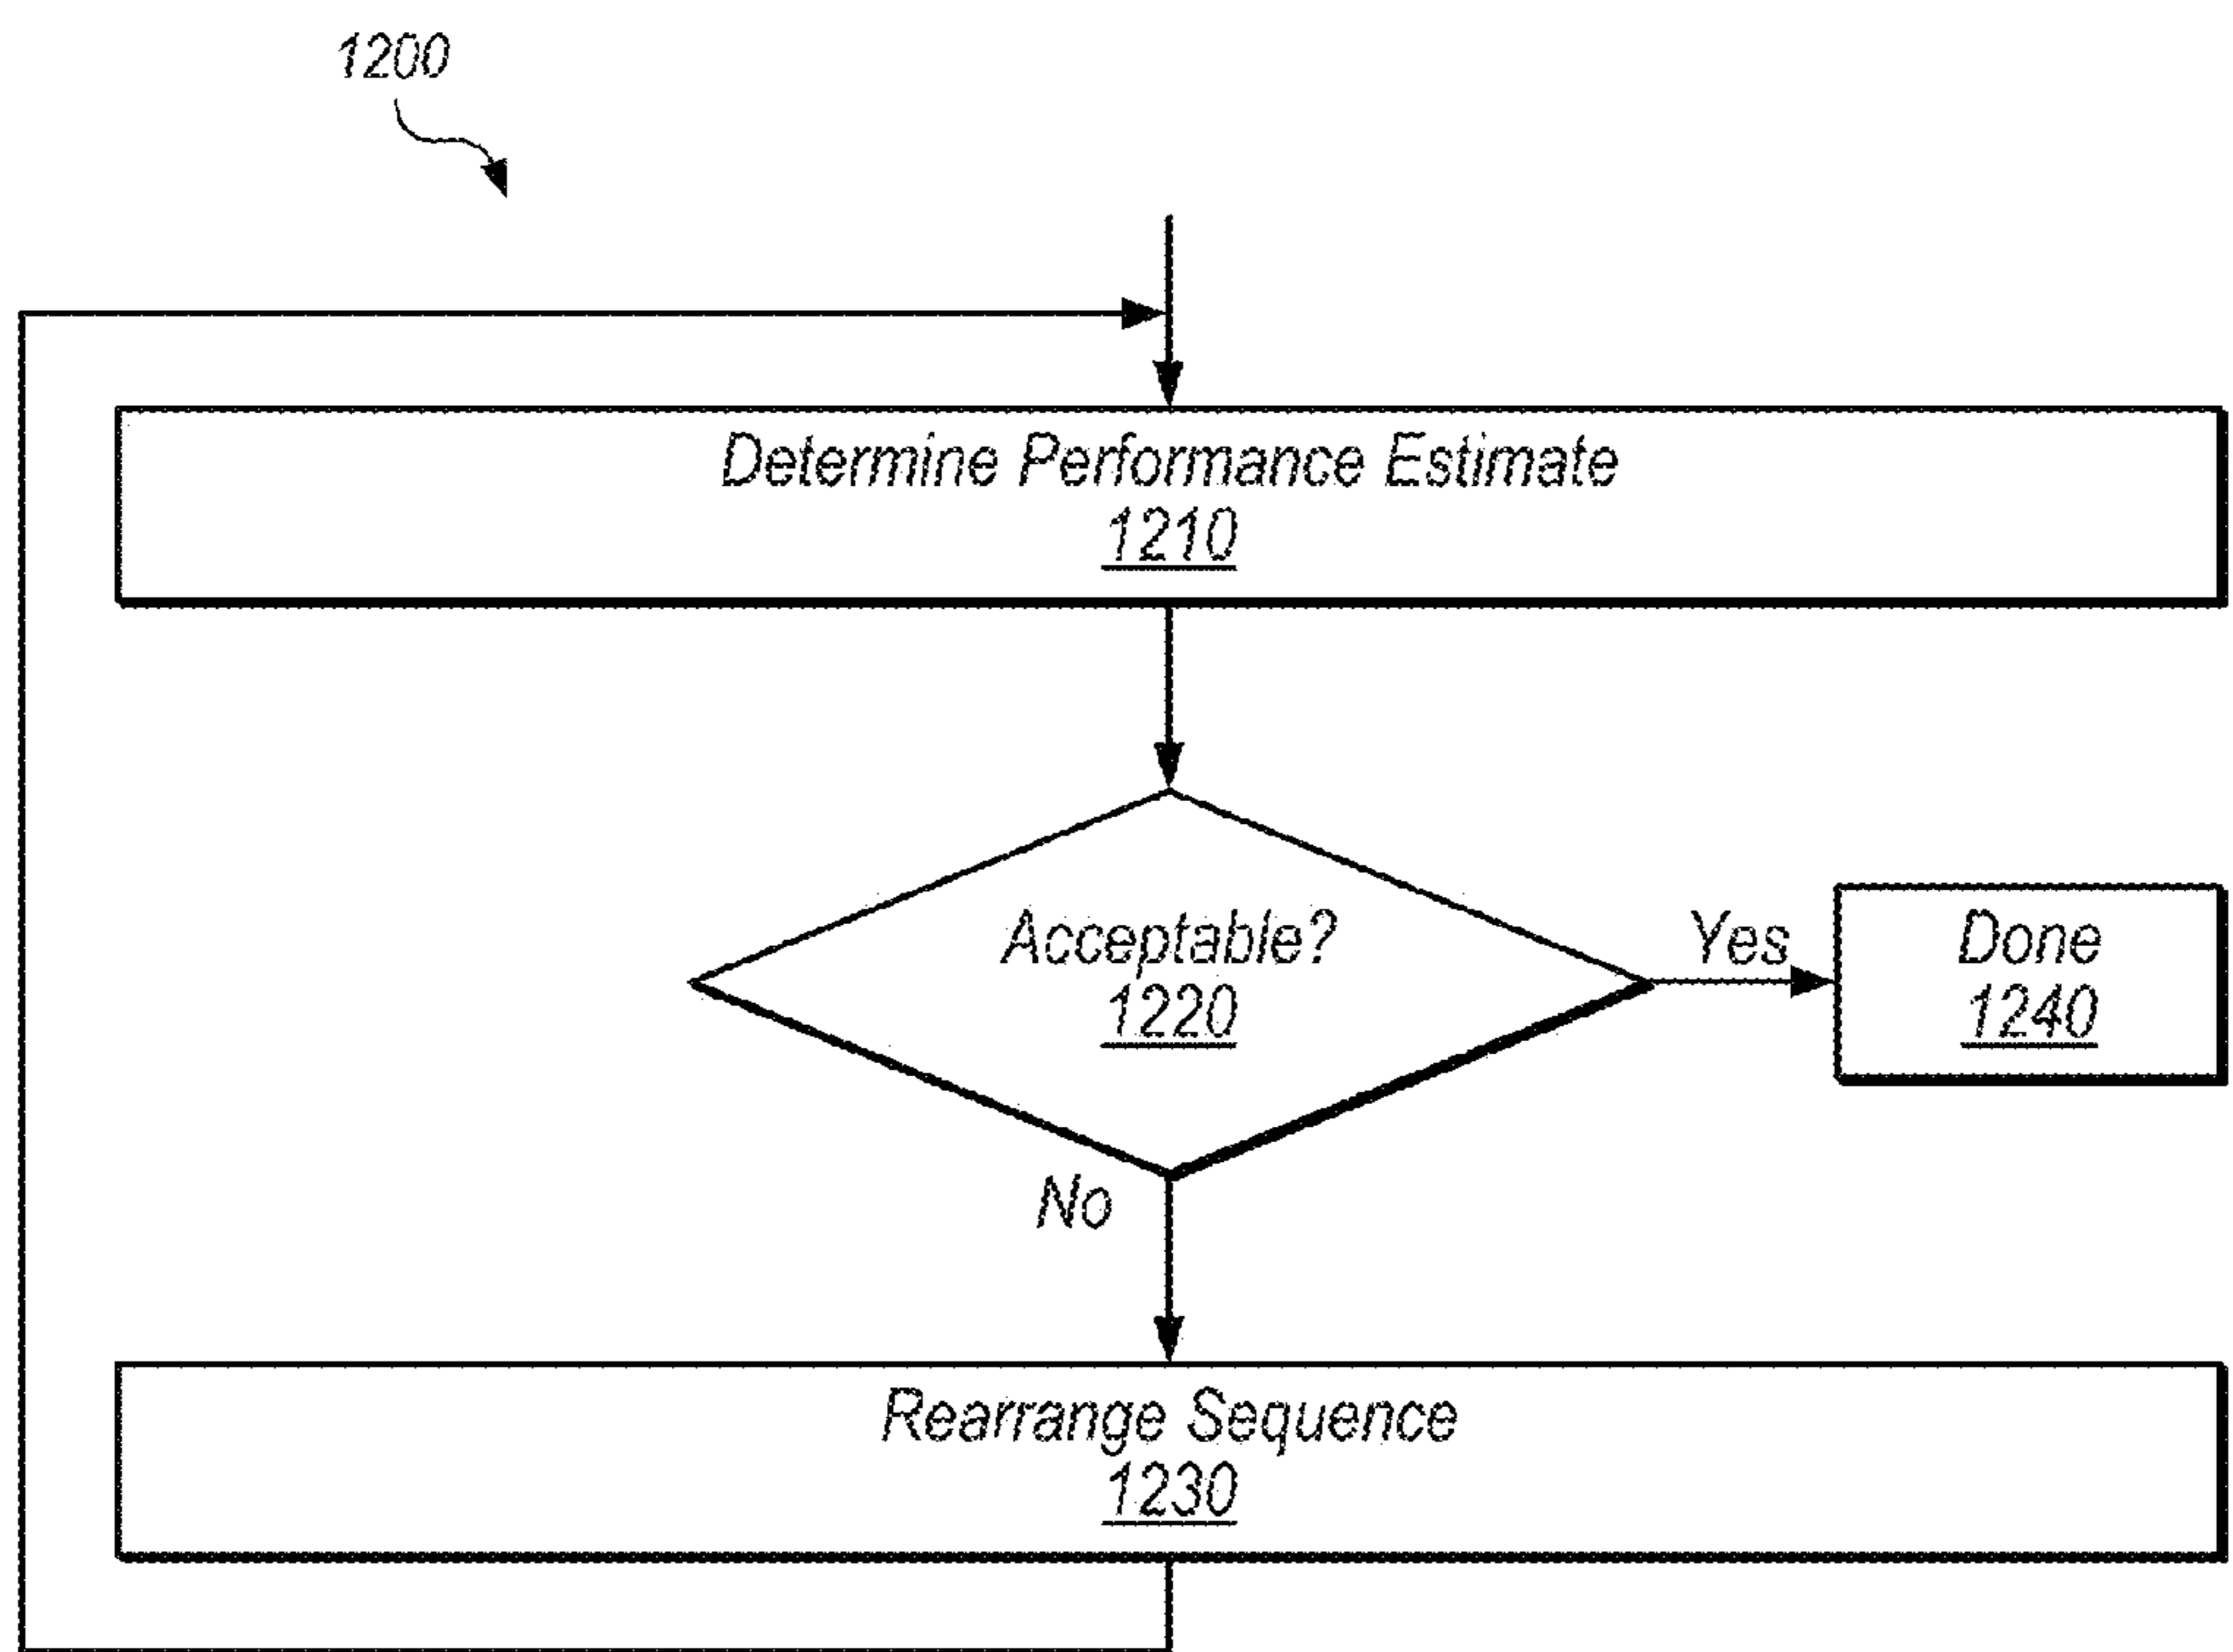 1200
Determine Performance Estimate
1210
Acceptable?
1220
Yes
Done
1240
No
Rearrange Sequence
1230